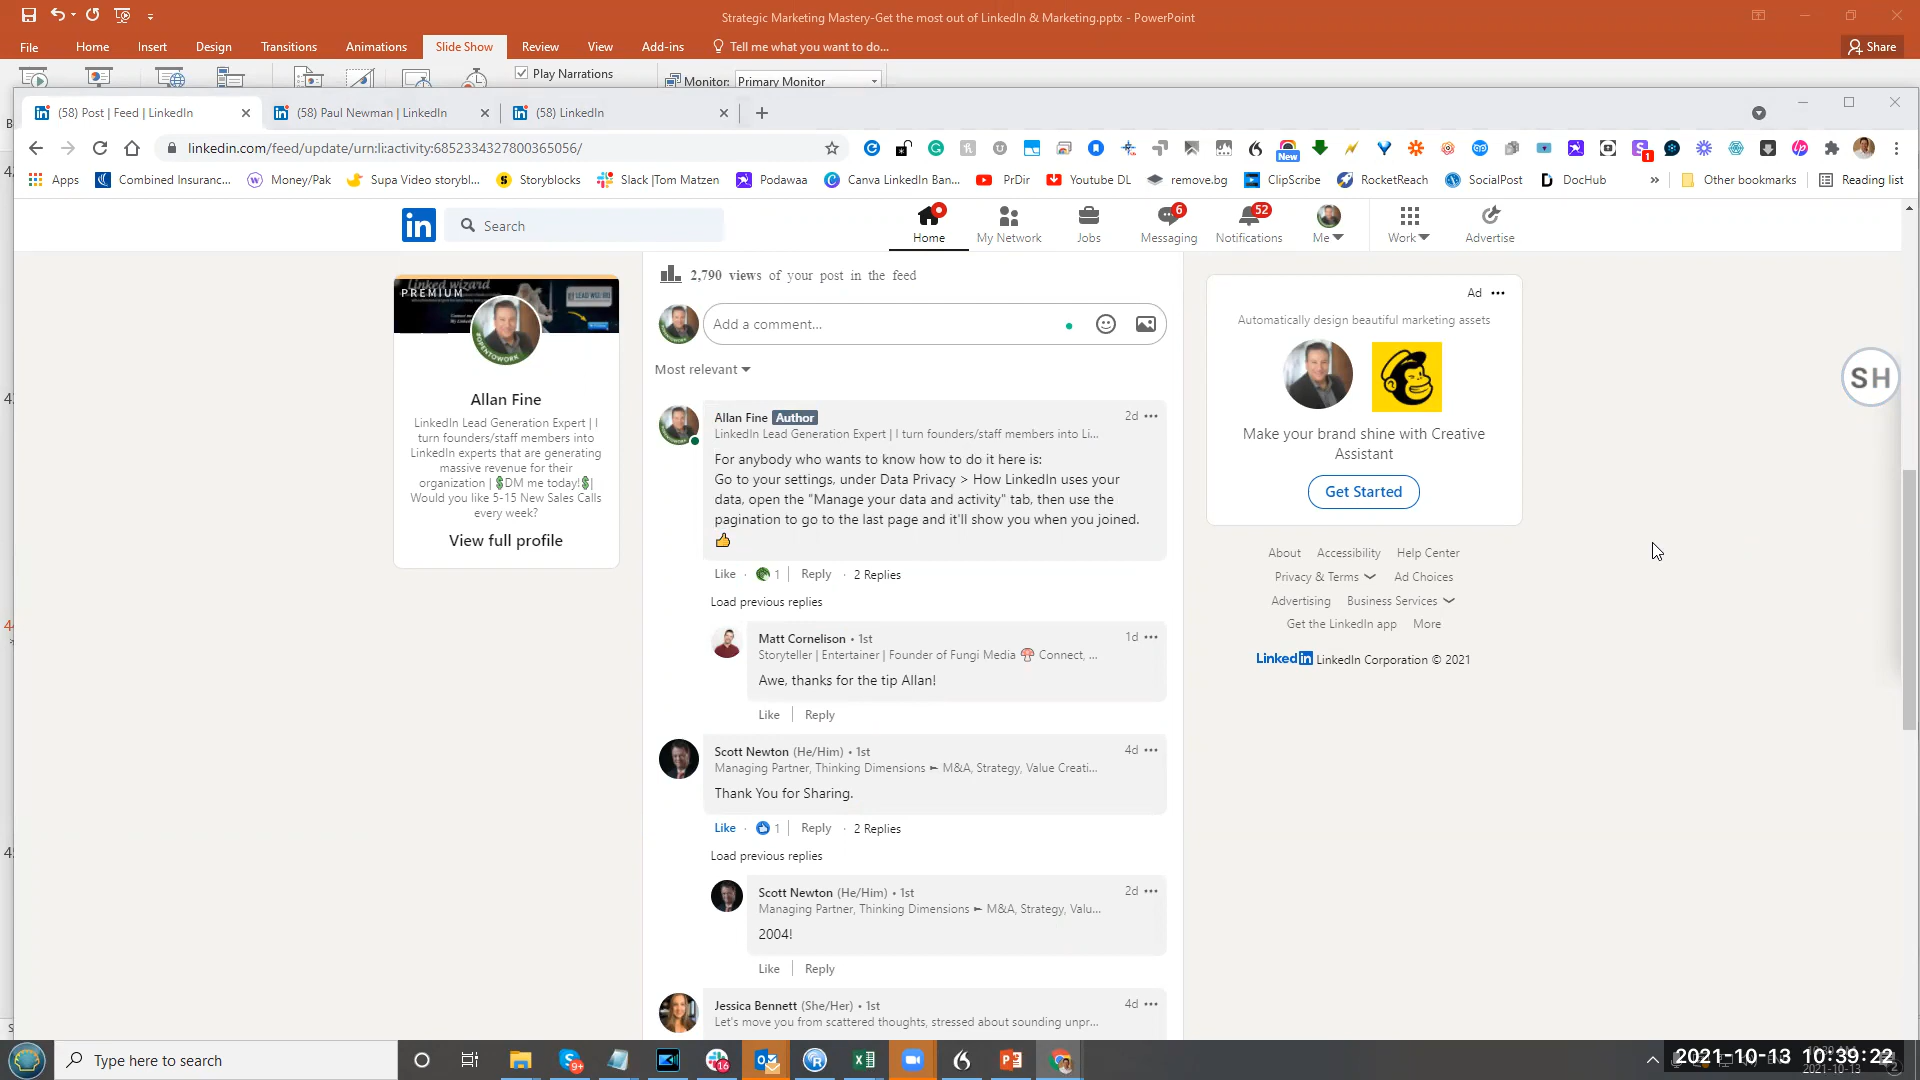 Strategic Marketing Mastery-Get the most out of LinkedIn & Marketing.pptx - PowerPoint
File Home Insert Design Transitions Animations Slide Show Review View Add-ins Tell me what you want to do... Share
Play Narrations Monitor: Primary Monitor
(58) Post | Feed | LinkedIn (58) Paul Newman | LinkedIn (58) LinkedIn
linkedin.com/feed/update/urn:li:activity:6852334327800365056/
New 1
Apps Combined Insuranc... Money/Pak Supa Video storybl... Storyblocks Slack |Tom Matzen Podawaa Canva LinkedIn Ban... PrDir Youtube DL remove.bg ClipScribe RocketReach SocialPost DocHub » Other bookmarks Reading list
in Search Home My Network Jobs 6 Messaging 52 Notifications Me Work Advertise
PREMIUM
linked wizard
#OPENTOWORK
Allan Fine
LinkedIn Lead Generation Expert | I
turn founders/staff members into
LinkedIn experts that are generating
massive revenue for their
organization | 💲DM me today!💲|
Would you like 5-15 New Sales Calls
every week?
View full profile
2,790 views of your post in the feed
Add a comment...
Most relevant
Allan Fine Author 2d
LinkedIn Lead Generation Expert | I turn founders/staff members into Li...
For anybody who wants to know how to do it here is:
Go to your settings, under Data Privacy > How LinkedIn uses your
data, open the "Manage your data and activity" tab, then use the
pagination to go to the last page and it'll show you when you joined.
👍
Like · 1 | Reply · 2 Replies
Load previous replies
Matt Cornelison • 1st 1d
Storyteller | Entertainer | Founder of Fungi Media 🍄 Connect, ...
Awe, thanks for the tip Allan!
Like | Reply
Scott Newton (He/Him) • 1st 4d
Managing Partner, Thinking Dimensions ► M&A, Strategy, Value Creati...
Thank You for Sharing.
Like · 1 | Reply · 2 Replies
Load previous replies
Scott Newton (He/Him) • 1st 2d
Managing Partner, Thinking Dimensions ► M&A, Strategy, Valu...
2004!
Like | Reply
Jessica Bennett (She/Her) • 1st 4d
Let's move you from scattered thoughts, stressed about sounding unpr...
Ad
Automatically design beautiful marketing assets
Make your brand shine with Creative
Assistant
Get Started
About Accessibility Help Center
Privacy & Terms Ad Choices
Advertising Business Services
Get the LinkedIn app More
LinkedIn LinkedIn Corporation © 2021
SH
Type here to search
9+ 16
2021-10-13 10:39:22
2021-10-13